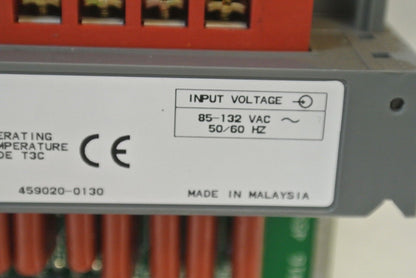 INPUT VOLTAGE
85-132 VAC ~
50/60 HZ
ERATING
MPERATURE
DE T3C
CE
459020-0130
MADE IN MALAYSIA